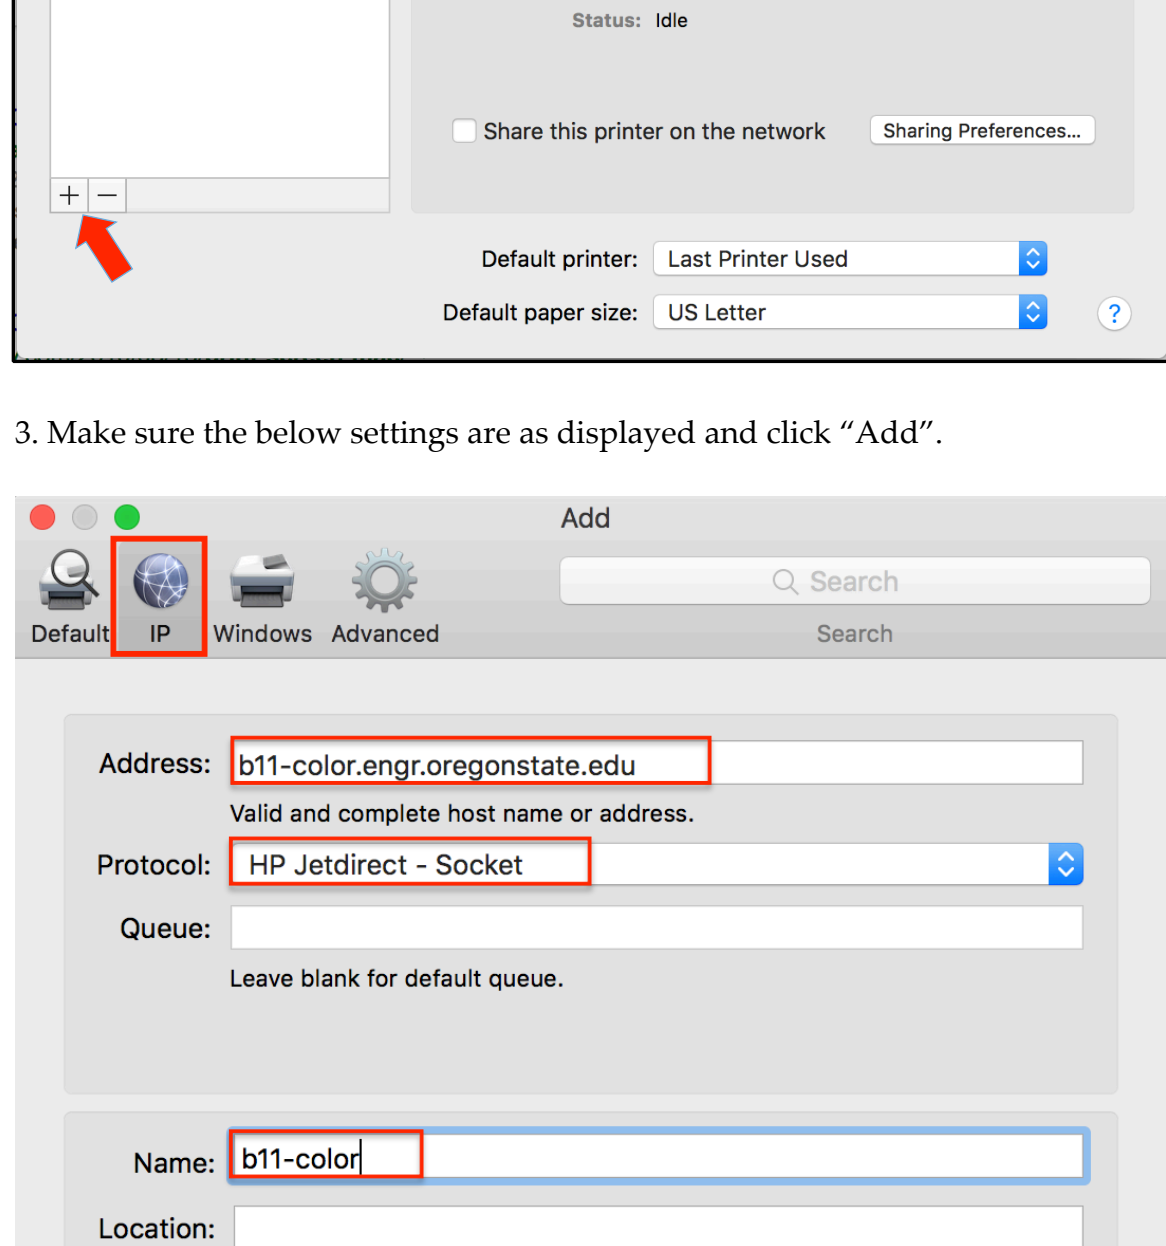 Status: Idle
Share this printer on the network Sharing Preferences...
+ −
Default printer: Last Printer Used
Default paper size: US Letter ?
3. Make sure the below settings are as displayed and click “Add”.
Add
Search
Default IP Windows Advanced Search
Address: b11-color.engr.oregonstate.edu
Valid and complete host name or address.
Protocol: HP Jetdirect - Socket
Queue:
Leave blank for default queue.
Name: b11-color
Location: